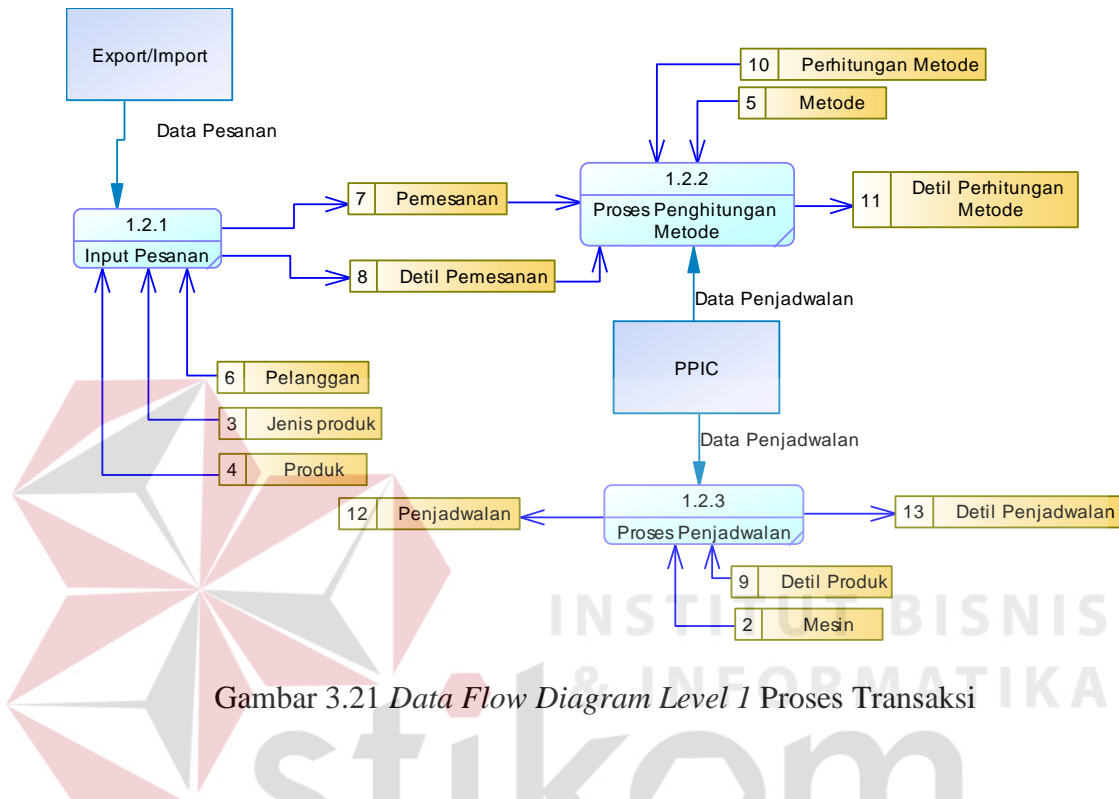 Export/Import
Data Pesanan
10 Perhitungan Metode
5 Metode
1.2.1
Input Pesanan
7 Pemesanan
8 Detil Pemesanan
1.2.2
Proses Penghitungan
Metode
11 Detil Perhitungan
Metode
Data Penjadwalan
PPIC
6 Pelanggan
3 Jenis produk
4 Produk
Data Penjadwalan
12 Penjadwalan
1.2.3
Proses Penjadwalan
13 Detil Penjadwalan
9 Detil Produk
2 Mesin
INSTITUT BISNIS
& INFORMATIKA
Gambar 3.21 Data Flow Diagram Level 1 Proses Transaksi
stikom